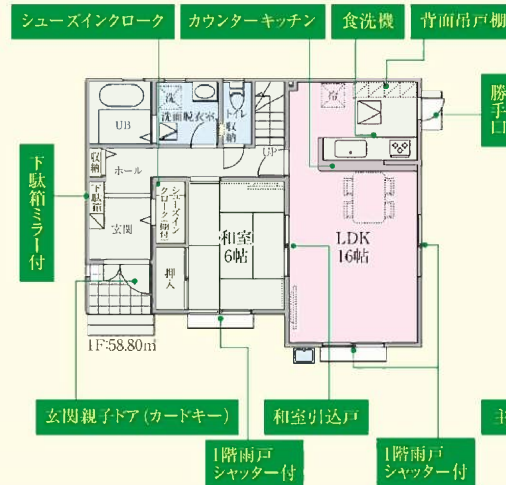 シューズインクローク
カウンターキッチン
食洗機
背面吊戸棚
勝手口
UB
洗
洗面脱衣室
トイレ
収納
冷
UP
収納
ホール
下駄箱
下駄箱ミラー付
シューズイン
クローク(棚付)
玄関
和室
6帖
押入
LDK
16帖
1F:58.80㎡
玄関親子ドア(カードキー)
和室引込戸
主
1階雨戸
シャッター付
1階雨戸
シャッター付